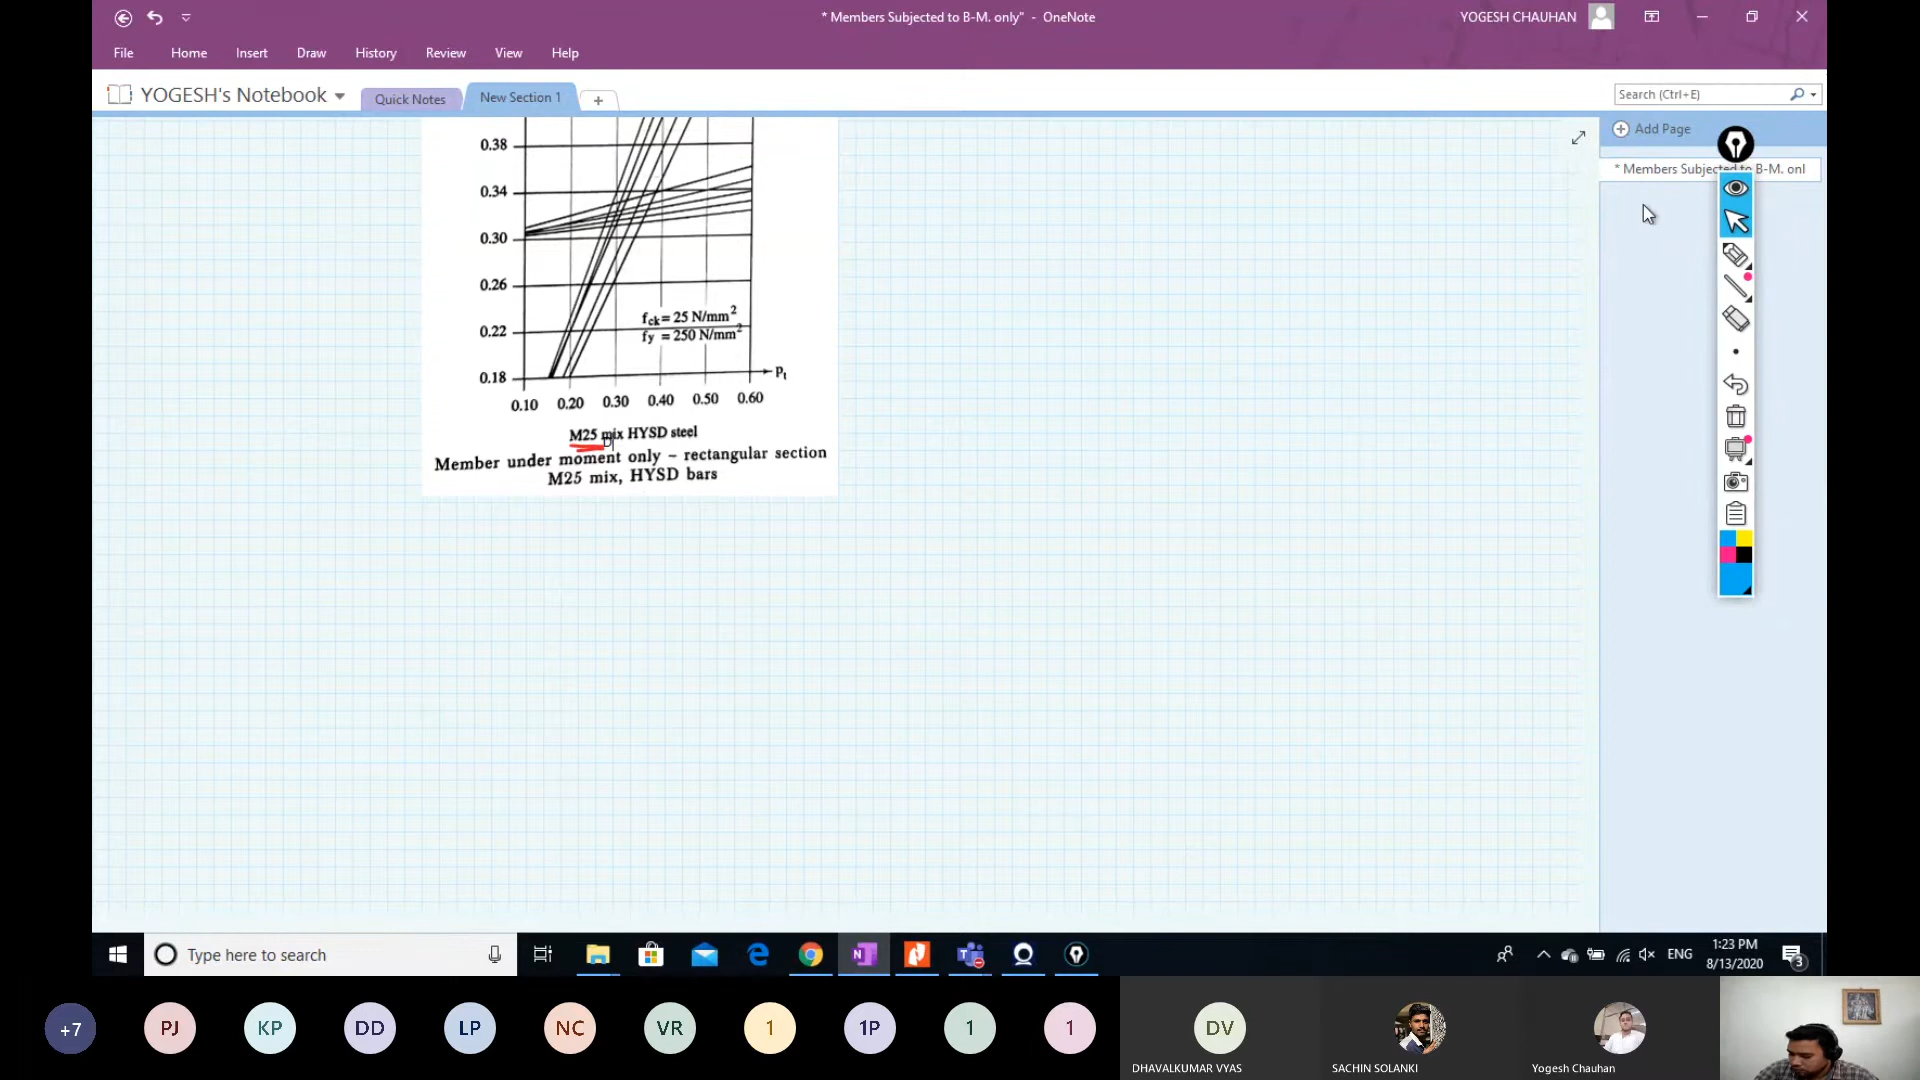 * Members Subjected to B-M. only" - OneNote
YOGESH CHAUHAN
File Home Insert Draw History Review View Help
YOGESH's Notebook
Quick Notes
New Section 1
Search (Ctrl+E)
Add Page
* Members Subjected to B-M. onl
0.38
0.34
0.30
0.26
0.22
0.18
fck = 25 N/mm2
fy = 250 N/mm2
pt
0.10 0.20 0.30 0.40 0.50 0.60
M25 mix HYSD steel
Member under moment only – rectangular section
M25 mix, HYSD bars
Type here to search
ENG
1:23 PM
8/13/2020
3
+7
PJ
KP
DD
LP
NC
VR
1
1P
1
1
DV
DHAVALKUMAR VYAS
SACHIN SOLANKI
Yogesh Chauhan